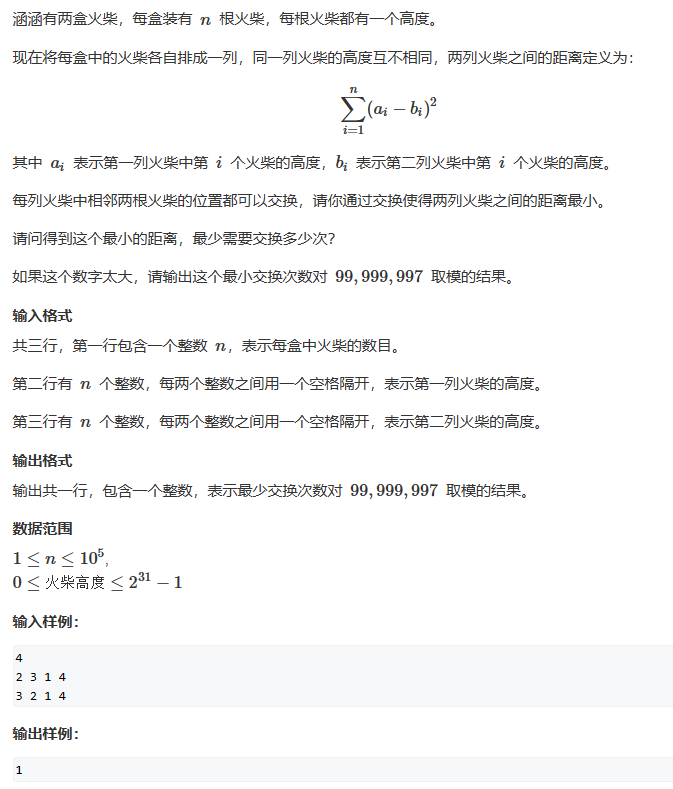 涵涵有两盒火柴，每盒装有 n 根火柴，每根火柴都有一个高度。
现在将每盒中的火柴各自排成一列，同一列火柴的高度互不相同，两列火柴之间的距离定义为：
$$\sum_{i=1}^{n}(a_i - b_i)^2$$
其中 $a_i$ 表示第一列火柴中第 i 个火柴的高度，$b_i$ 表示第二列火柴中第 i 个火柴的高度。
每列火柴中相邻两根火柴的位置都可以交换，请你通过交换使得两列火柴之间的距离最小。
请问得到这个最小的距离，最少需要交换多少次？
如果这个数字太大，请输出这个最小交换次数对 99,999,997 取模的结果。
输入格式
共三行，第一行包含一个整数 n，表示每盒中火柴的数目。
第二行有 n 个整数，每两个整数之间用一个空格隔开，表示第一列火柴的高度。
第三行有 n 个整数，每两个整数之间用一个空格隔开，表示第二列火柴的高度。
输出格式
输出共一行，包含一个整数，表示最少交换次数对 99,999,997 取模的结果。
数据范围
$1 \le n \le 10^5$,
$0 \le$ 火柴高度 $\le 2^{31} - 1$
输入样例：
4
2 3 1 4
3 2 1 4
输出样例：
1